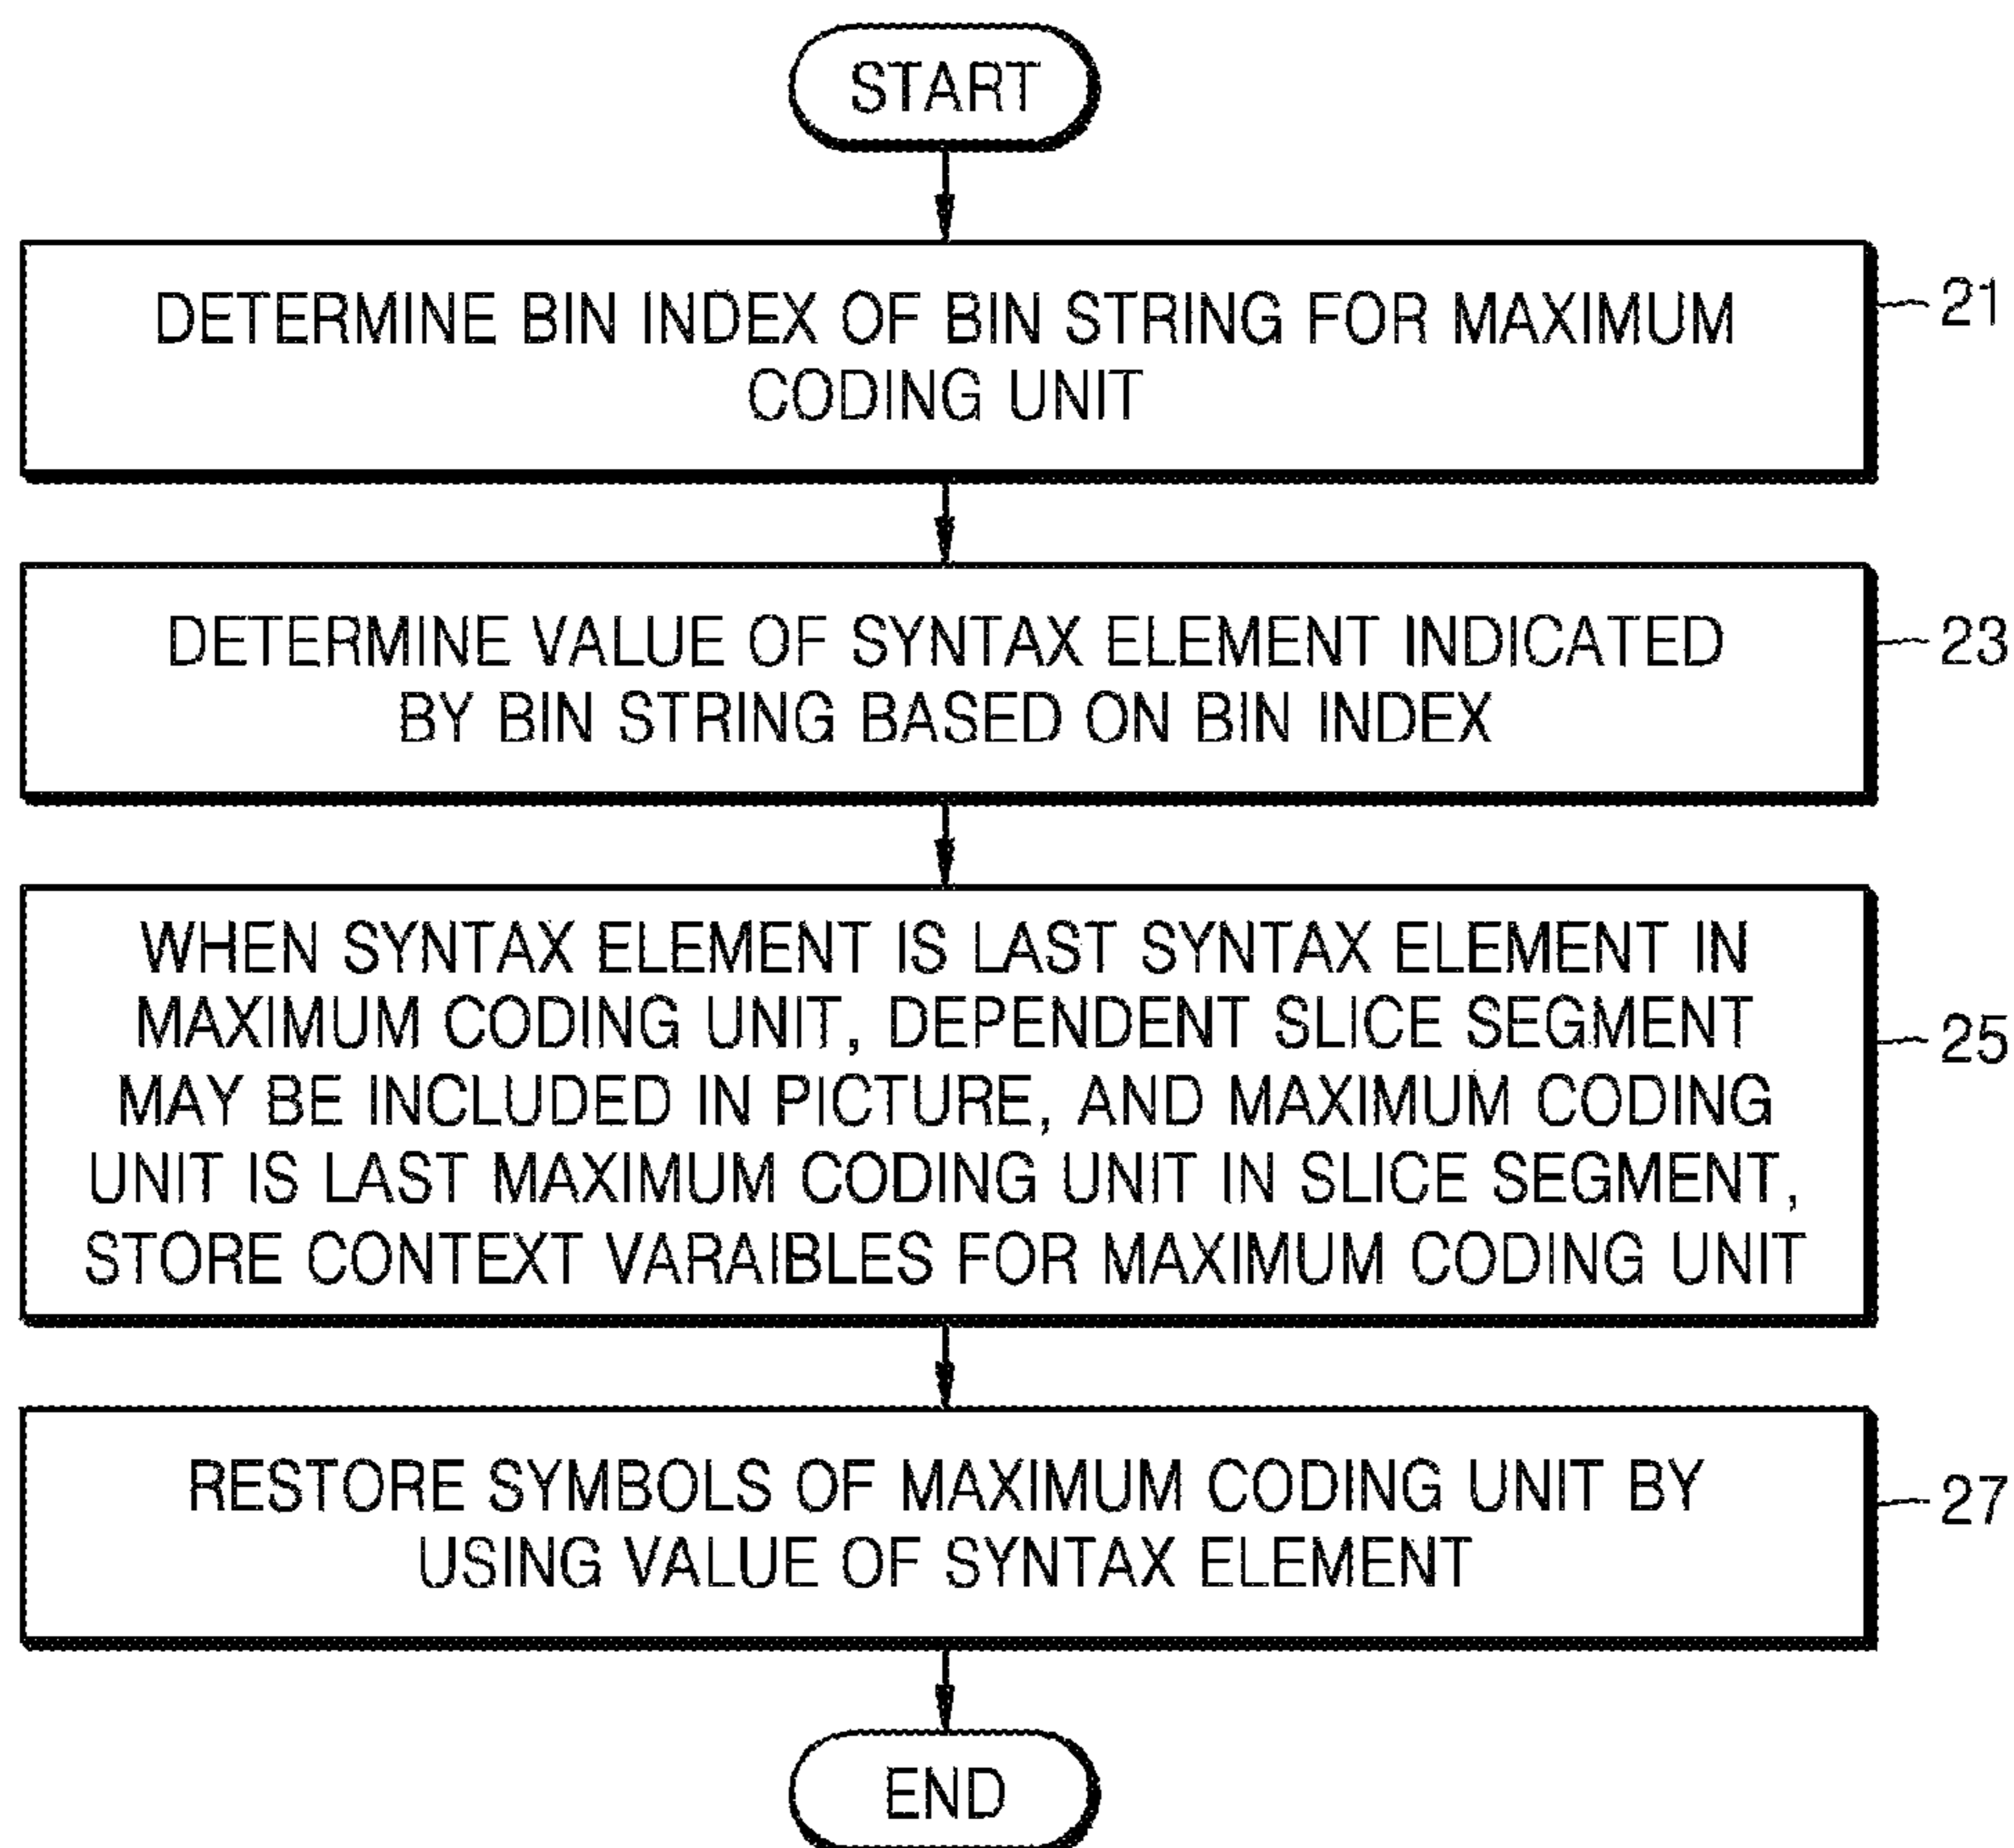 START
DETERMINE BIN INDEX OF BIN STRING FOR MAXIMUM
CODING UNIT
21
DETERMINE VALUE OF SYNTAX ELEMENT INDICATED
BY BIN STRING BASED ON BIN INDEX
23
WHEN SYNTAX ELEMENT IS LAST SYNTAX ELEMENT IN
MAXIMUM CODING UNIT, DEPENDENT SLICE SEGMENT
MAY BE INCLUDED IN PICTURE, AND MAXIMUM CODING
UNIT IS LAST MAXIMUM CODING UNIT IN SLICE SEGMENT,
STORE CONTEXT VARAIBLES FOR MAXIMUM CODING UNIT
25
RESTORE SYMBOLS OF MAXIMUM CODING UNIT BY
USING VALUE OF SYNTAX ELEMENT
27
END